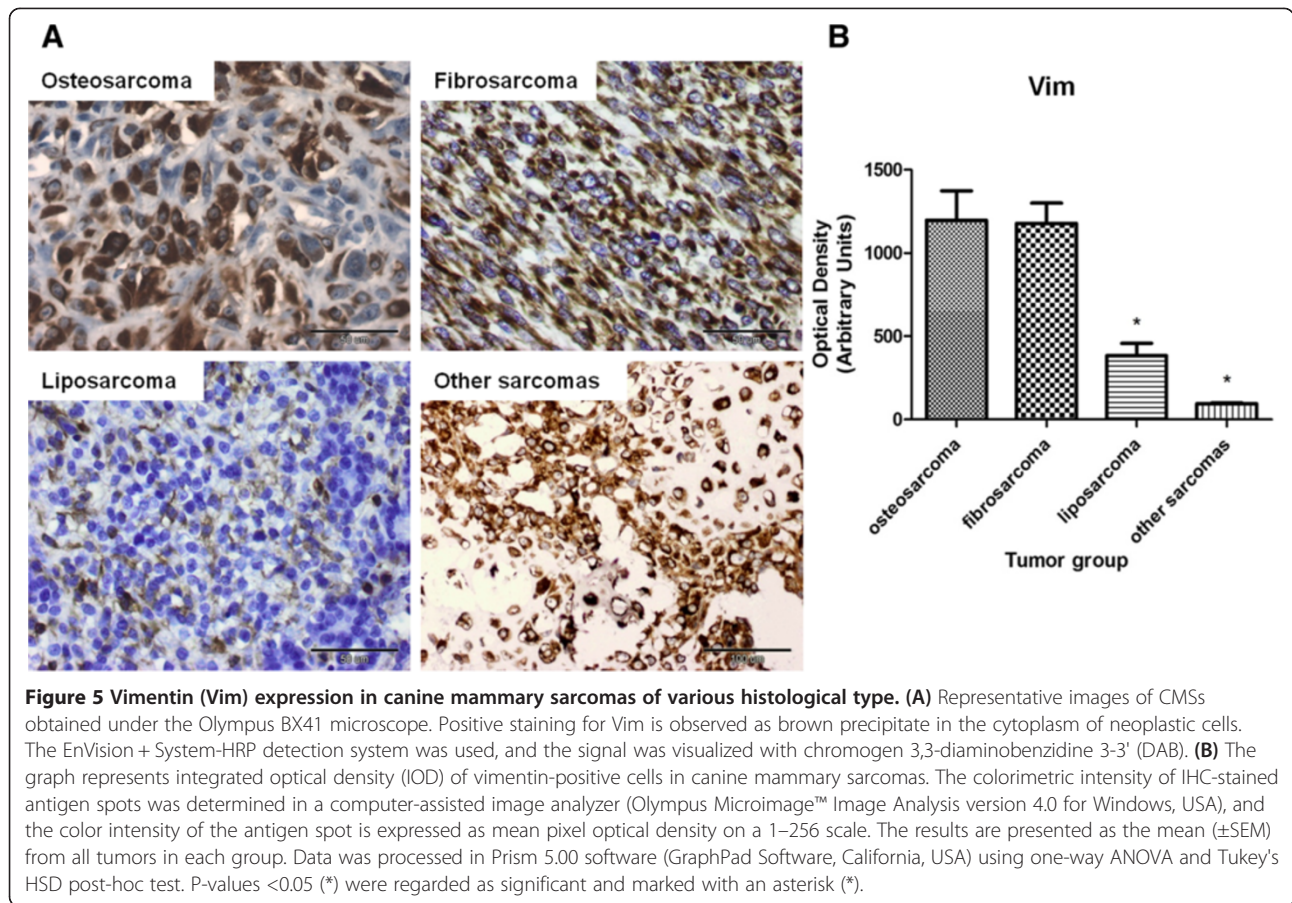 A
B
Osteosarcoma
Fibrosarcoma
50 um
Liposarcoma
Other sarcomas
50 um
100 um
Vim
Optical Density
(Arbitrary Units)
1500
1000
500
0
*
*
osteosarcoma
fibrosarcoma
liposarcoma
other sarcomas
Tumor group
Figure 5 Vimentin (Vim) expression in canine mammary sarcomas of various histological type. (A) Representative images of CMSs
obtained under the Olympus BX41 microscope. Positive staining for Vim is observed as brown precipitate in the cytoplasm of neoplastic cells.
The EnVision + System-HRP detection system was used, and the signal was visualized with chromogen 3,3-diaminobenzidine 3-3' (DAB). (B) The
graph represents integrated optical density (IOD) of vimentin-positive cells in canine mammary sarcomas. The colorimetric intensity of IHC-stained
antigen spots was determined in a computer-assisted image analyzer (Olympus Microimage™ Image Analysis version 4.0 for Windows, USA), and
the color intensity of the antigen spot is expressed as mean pixel optical density on a 1–256 scale. The results are presented as the mean (±SEM)
from all tumors in each group. Data was processed in Prism 5.00 software (GraphPad Software, California, USA) using one-way ANOVA and Tukey's
HSD post-hoc test. P-values <0.05 (*) were regarded as significant and marked with an asterisk (*).